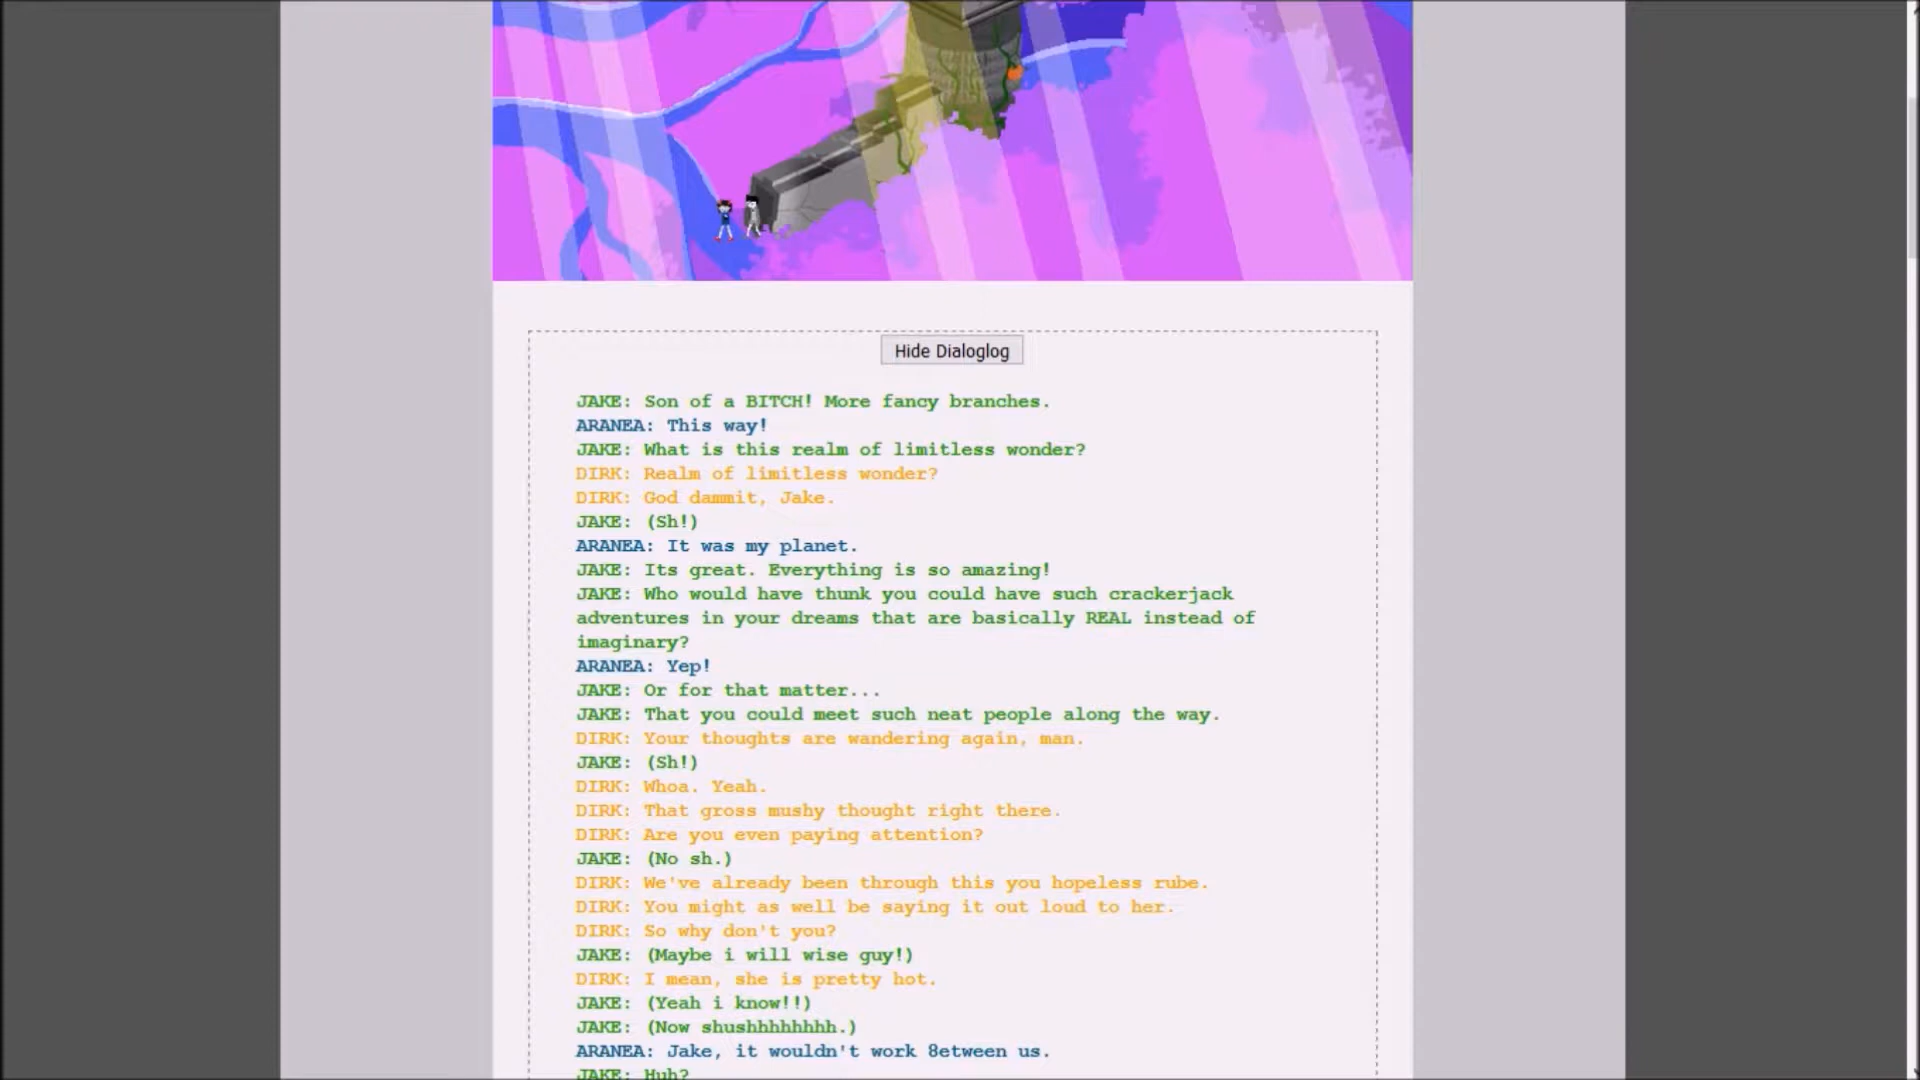 Hide Dialoglog
JAKE: Son of a BITCH! More fancy branches.
ARANEA: This way!
JAKE: What is this realm of limitless wonder?
DIRK: Realm of limitless wonder?
DIRK: God dammit, Jake.
JAKE: (Sh!)
ARANEA: It was my planet.
JAKE: Its great. Everything is so amazing!
JAKE: Who would have thunk you could have such crackerjack
adventures in your dreams that are basically REAL instead of
imaginary?
ARANEA: Yep!
JAKE: Or for that matter...
JAKE: That you could meet such neat people along the way.
DIRK: Your thoughts are wandering again, man.
JAKE: (Sh!)
DIRK: Whoa. Yeah.
DIRK: That gross mushy thought right there.
DIRK: Are you even paying attention?
JAKE: (No sh.)
DIRK: We've already been through this you hopeless rube.
DIRK: You might as well be saying it out loud to her.
DIRK: So why don't you?
JAKE: (Maybe i will wise guy!)
DIRK: I mean, she is pretty hot.
JAKE: (Yeah i know!!)
JAKE: (Now shushhhhhhhh.)
ARANEA: Jake, it wouldn't work 8etween us.
JAKE: Huh?